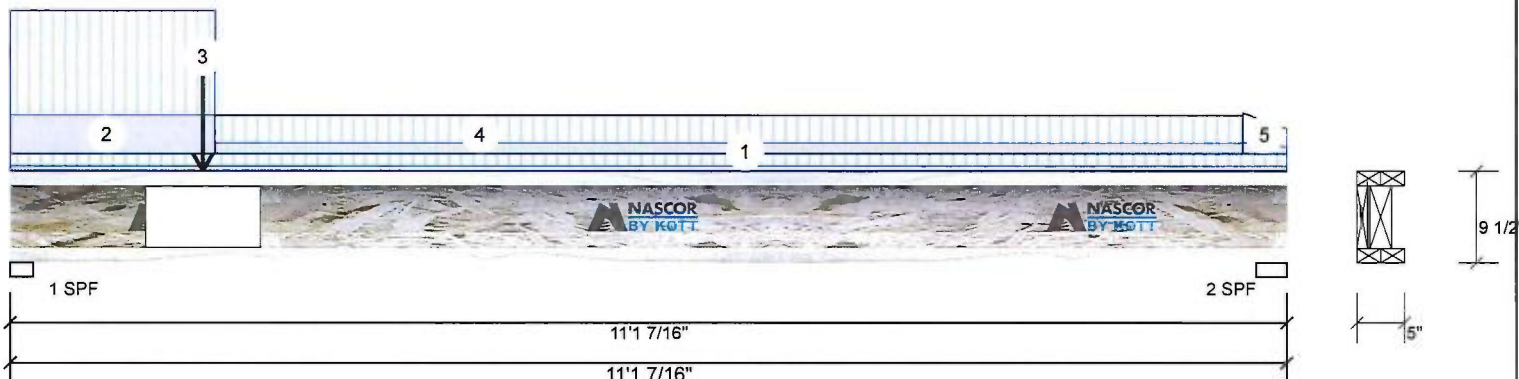 3
2
4
1
5
NASCOR
BY KOTT
NASCOR
BY KOTT
9 1/2"
1 SPF
2 SPF
11'1 7/16"
5"
11'1 7/16"